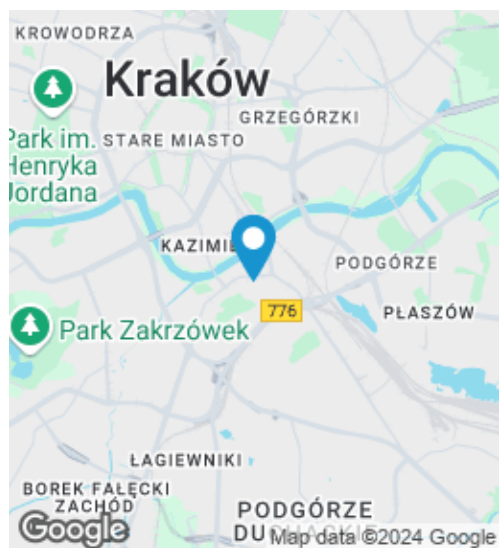 KROWODRZA
Kraków
GRZEGÓRZKI
Park im.
Henryka
Jordana
STARE MIASTO
KAZIMIE
PODGÓRZE
776
PŁASZÓW
Park Zakrzówek
ŁAGIEWNIKI
BOREK FAŁĘCKI
ZACHÓD
PODGÓRZE
Google
Map data ©2024 Google